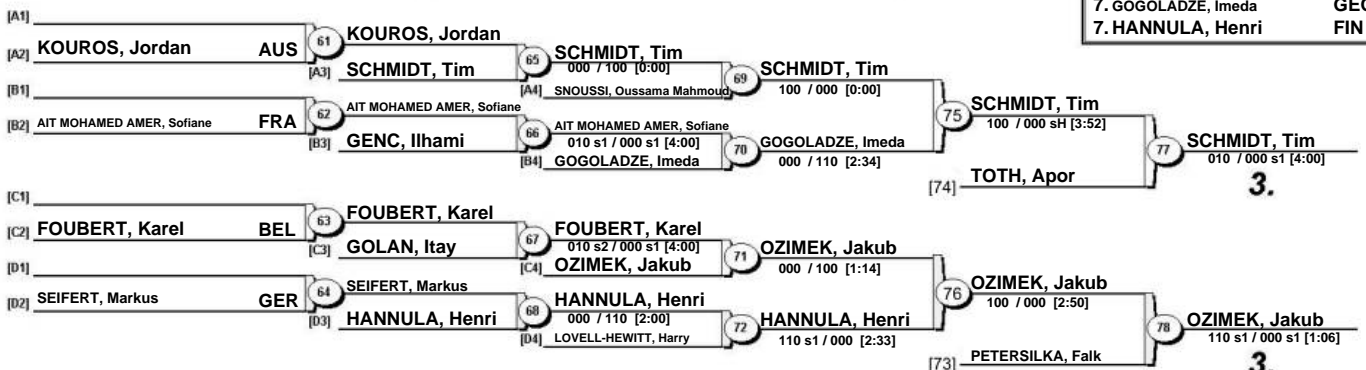 7. GOGOLADZE, Imeda GEO
7. HANNULA, Henri FIN
[A1]
[A2] KOUROS, Jordan AUS
61
KOUROS, Jordan
[A3] SCHMIDT, Tim
65
SCHMIDT, Tim
000 / 100 [0:00]
[A4] SNOUSSI, Oussama Mahmoud
69
SCHMIDT, Tim
100 / 000 [0:00]
[B1]
[B2] AIT MOHAMED AMER, Sofiane FRA
62
AIT MOHAMED AMER, Sofiane
[B3] GENC, Ilhami
66
AIT MOHAMED AMER, Sofiane
010 s1 / 000 s1 [4:00]
[B4] GOGOLADZE, Imeda
70
GOGOLADZE, Imeda
000 / 110 [2:34]
75
SCHMIDT, Tim
100 / 000 sH [3:52]
[74] TOTH, Apor
77
SCHMIDT, Tim
010 / 000 s1 [4:00]
3.
[C1]
[C2] FOUBERT, Karel BEL
63
FOUBERT, Karel
[C3] GOLAN, Itay
67
FOUBERT, Karel
010 s2 / 000 s1 [4:00]
[C4] OZIMEK, Jakub
71
OZIMEK, Jakub
000 / 100 [1:14]
[D1]
[D2] SEIFERT, Markus GER
64
SEIFERT, Markus
[D3] HANNULA, Henri
68
HANNULA, Henri
000 / 110 [2:00]
[D4] LOVELL-HEWITT, Harry
72
HANNULA, Henri
110 s1 / 000 [2:33]
76
OZIMEK, Jakub
100 / 000 [2:50]
[73] PETERSILKA, Falk
78
OZIMEK, Jakub
110 s1 / 000 s1 [1:06]
3.